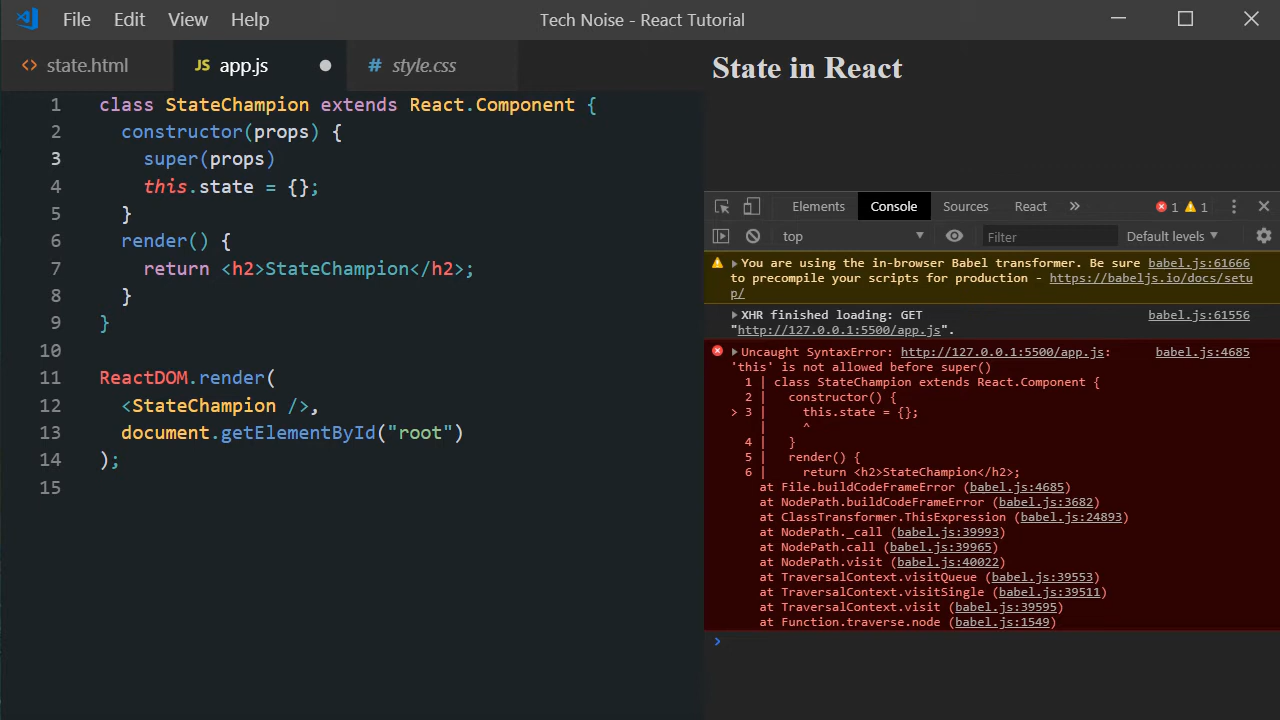 File Edit View Help Tech Noise - React Tutorial
<> state.html JS app.js # style.css
1 class StateChampion extends React.Component {
2 constructor(props) {
3 super(props)
4 this.state = {};
5 }
6 render() {
7 return <h2>StateChampion</h2>;
8 }
9 }
10
11 ReactDOM.render(
12 <StateChampion />,
13 document.getElementById("root")
14 );
15
State in React
Elements Console Sources React » 1 1
top Filter Default levels
You are using the in-browser Babel transformer. Be sure babel.js:61666
to precompile your scripts for production - https://babeljs.io/docs/setu
p/
XHR finished loading: GET babel.js:61556
"http://127.0.0.1:5500/app.js".
Uncaught SyntaxError: http://127.0.0.1:5500/app.js: babel.js:4685
'this' is not allowed before super()
1 | class StateChampion extends React.Component {
2 | constructor() {
> 3 | this.state = {};
| ^
4 | }
5 | render() {
6 | return <h2>StateChampion</h2>;
at File.buildCodeFrameError (babel.js:4685)
at NodePath.buildCodeFrameError (babel.js:3682)
at ClassTransformer.ThisExpression (babel.js:24893)
at NodePath._call (babel.js:39993)
at NodePath.call (babel.js:39965)
at NodePath.visit (babel.js:40022)
at TraversalContext.visitQueue (babel.js:39553)
at TraversalContext.visitSingle (babel.js:39511)
at TraversalContext.visit (babel.js:39595)
at Function.traverse.node (babel.js:1549)
>